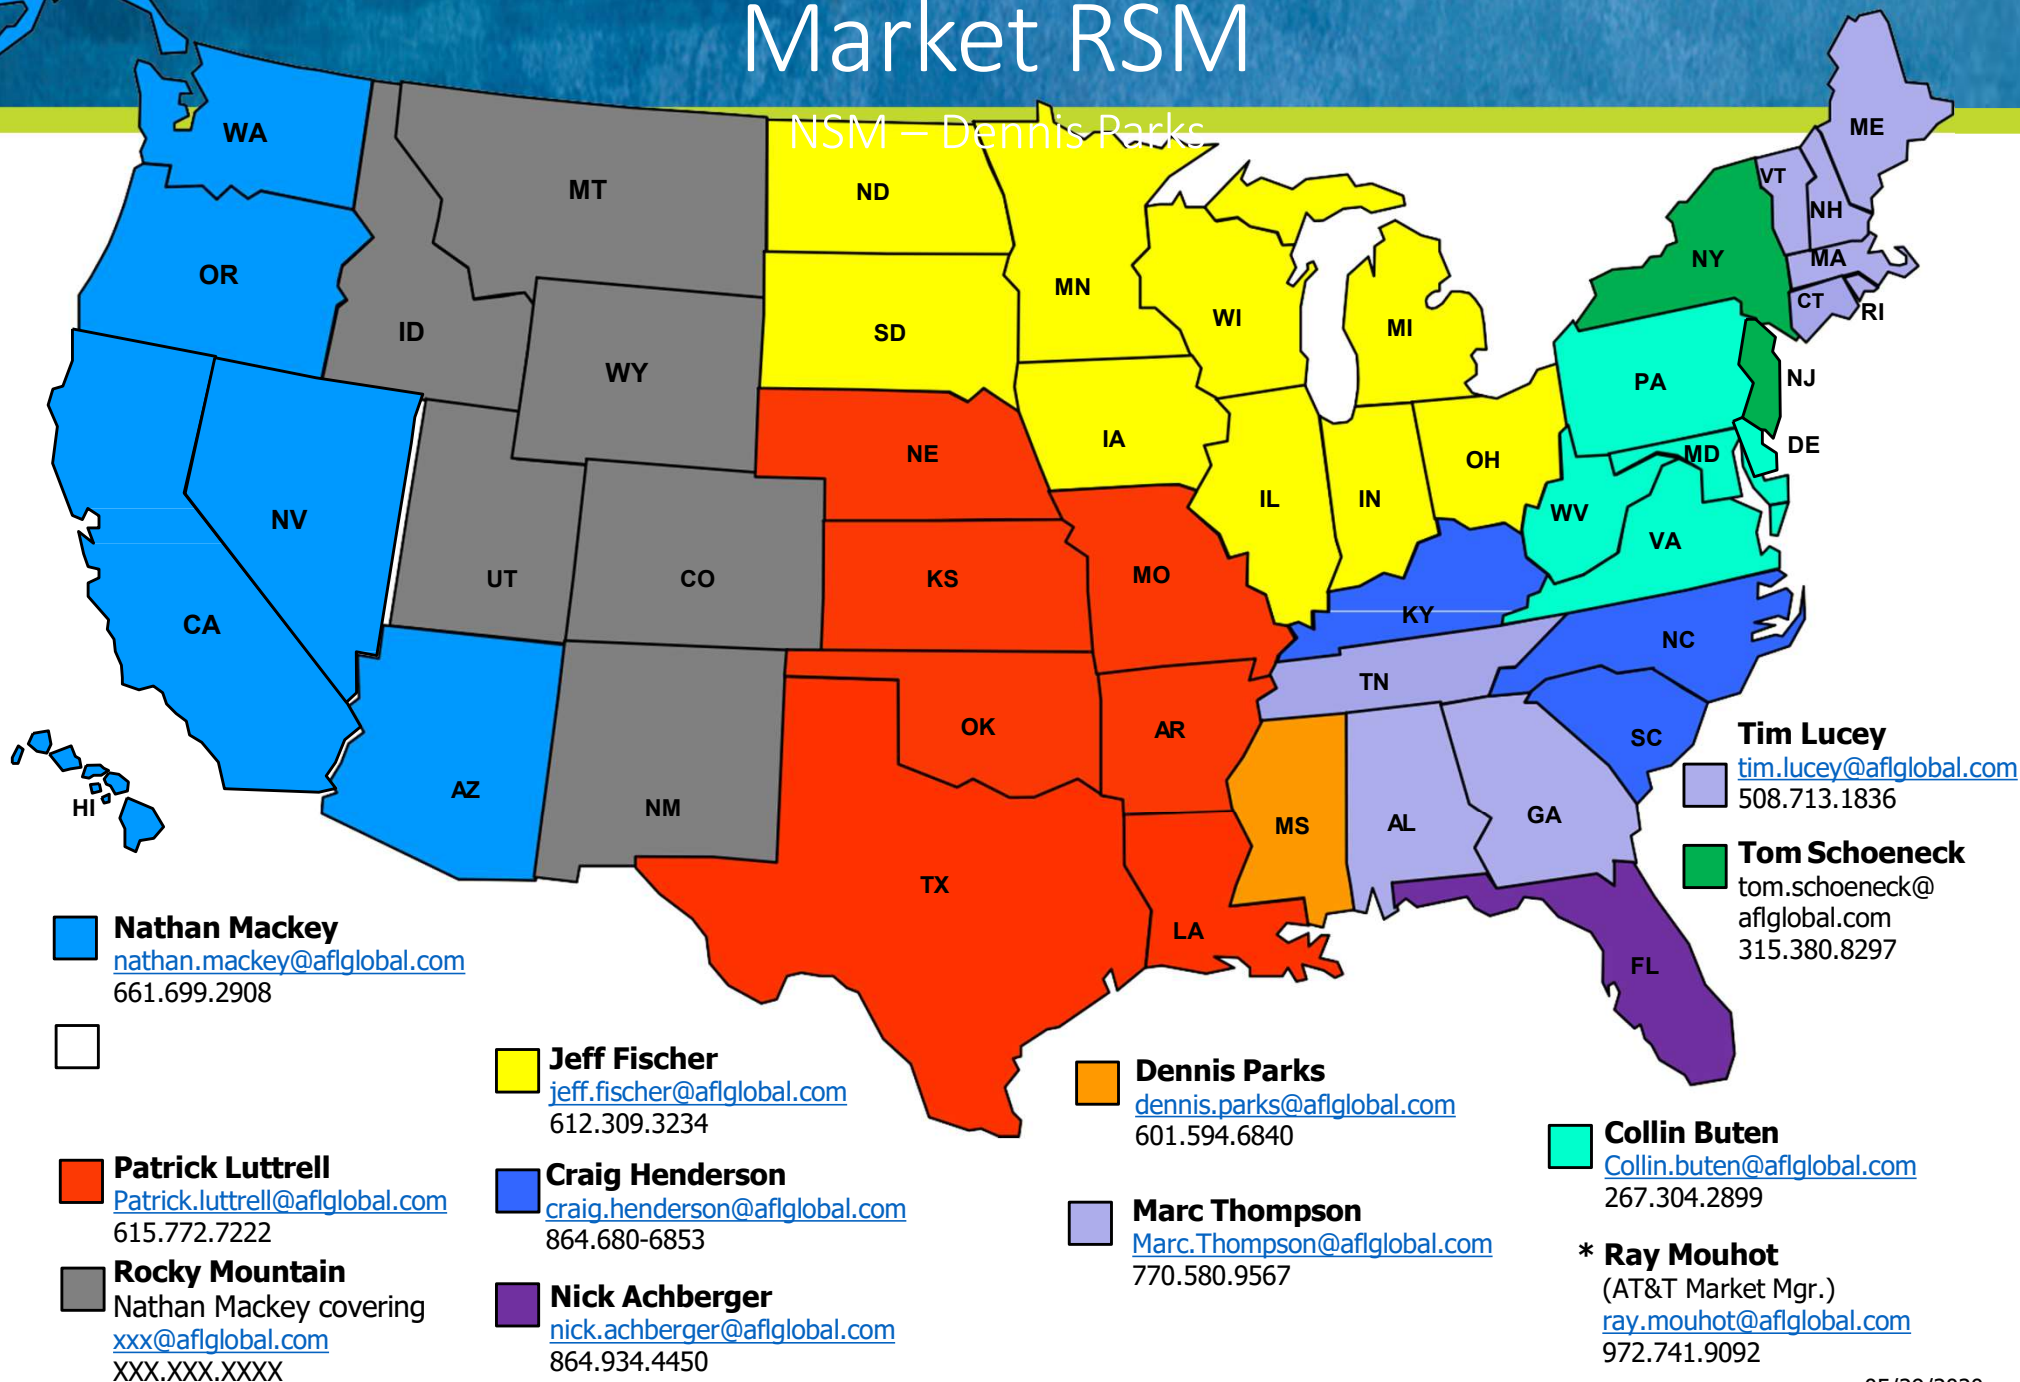 Market RSM
NSM – Dennis Parks
WA
MT
ND
ME
VT
NH
OR
ID
MN
NY
MA
SD
WI
MI
CT
RI
WY
PA
NJ
NE
IA
OH
MD
DE
NV
IL
IN
WV
VA
UT
CO
KS
MO
CA
KY
NC
TN
OK
AR
SC
AZ
HI
NM
MS
AL
GA
TX
LA
FL
Tim Lucey
tim.lucey@aflglobal.com
508.713.1836
Tom Schoeneck
tom.schoeneck@
aflglobal.com
315.380.8297
Nathan Mackey
nathan.mackey@aflglobal.com
661.699.2908
Jeff Fischer
jeff.fischer@aflglobal.com
612.309.3234
Dennis Parks
dennis.parks@aflglobal.com
601.594.6840
Collin Buten
Collin.buten@aflglobal.com
267.304.2899
Patrick Luttrell
Patrick.luttrell@aflglobal.com
615.772.7222
Craig Henderson
craig.henderson@aflglobal.com
864.680-6853
Marc Thompson
Marc.Thompson@aflglobal.com
770.580.9567
* Ray Mouhot
(AT&T Market Mgr.)
ray.mouhot@aflglobal.com
972.741.9092
Rocky Mountain
Nathan Mackey covering
xxx@aflglobal.com
XXX.XXX.XXXX
Nick Achberger
nick.achberger@aflglobal.com
864.934.4450